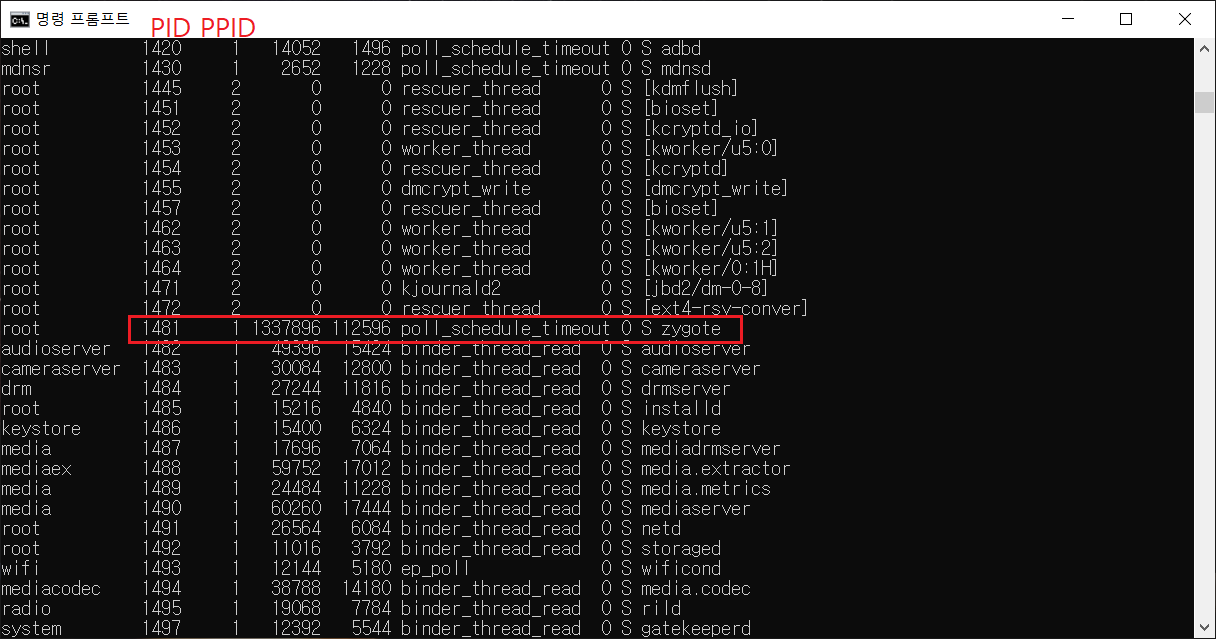 명령 프롬프트
PID PPID
shell 1420 1 14052 1496 poll_schedule_timeout 0 S adbd
mdnsr 1430 1 2652 1228 poll_schedule_timeout 0 S mdnsd
root 1445 2 0 0 rescuer_thread 0 S [kdmflush]
root 1451 2 0 0 rescuer_thread 0 S [bioset]
root 1452 2 0 0 rescuer_thread 0 S [kcryptd_io]
root 1453 2 0 0 worker_thread 0 S [kworker/u5:0]
root 1454 2 0 0 rescuer_thread 0 S [kcryptd]
root 1455 2 0 0 dmcrypt_write 0 S [dmcrypt_write]
root 1457 2 0 0 rescuer_thread 0 S [bioset]
root 1462 2 0 0 worker_thread 0 S [kworker/u5:1]
root 1463 2 0 0 worker_thread 0 S [kworker/u5:2]
root 1464 2 0 0 worker_thread 0 S [kworker/0:1H]
root 1471 2 0 0 kjournald2 0 S [jbd2/dm-0-8]
root 1472 2 0 0 rescuer_thread 0 S [ext4-rsv-conver]
root 1481 1 1337896 112596 poll_schedule_timeout 0 S zygote
audioserver 1482 1 49396 15424 binder_thread_read 0 S audioserver
cameraserver 1483 1 30084 12800 binder_thread_read 0 S cameraserver
drm 1484 1 27244 11816 binder_thread_read 0 S drmserver
root 1485 1 15216 4840 binder_thread_read 0 S installd
keystore 1486 1 15400 6324 binder_thread_read 0 S keystore
media 1487 1 17696 7064 binder_thread_read 0 S mediadrmserver
mediaex 1488 1 59752 17012 binder_thread_read 0 S media.extractor
media 1489 1 24484 11228 binder_thread_read 0 S media.metrics
media 1490 1 60260 17444 binder_thread_read 0 S mediaserver
root 1491 1 26564 6084 binder_thread_read 0 S netd
root 1492 1 11016 3792 binder_thread_read 0 S storaged
wifi 1493 1 12144 5180 ep_poll 0 S wificond
mediacodec 1494 1 38788 14180 binder_thread_read 0 S media.codec
radio 1495 1 19068 7784 binder_thread_read 0 S rild
system 1497 1 12392 5544 binder_thread_read 0 S gatekeeperd